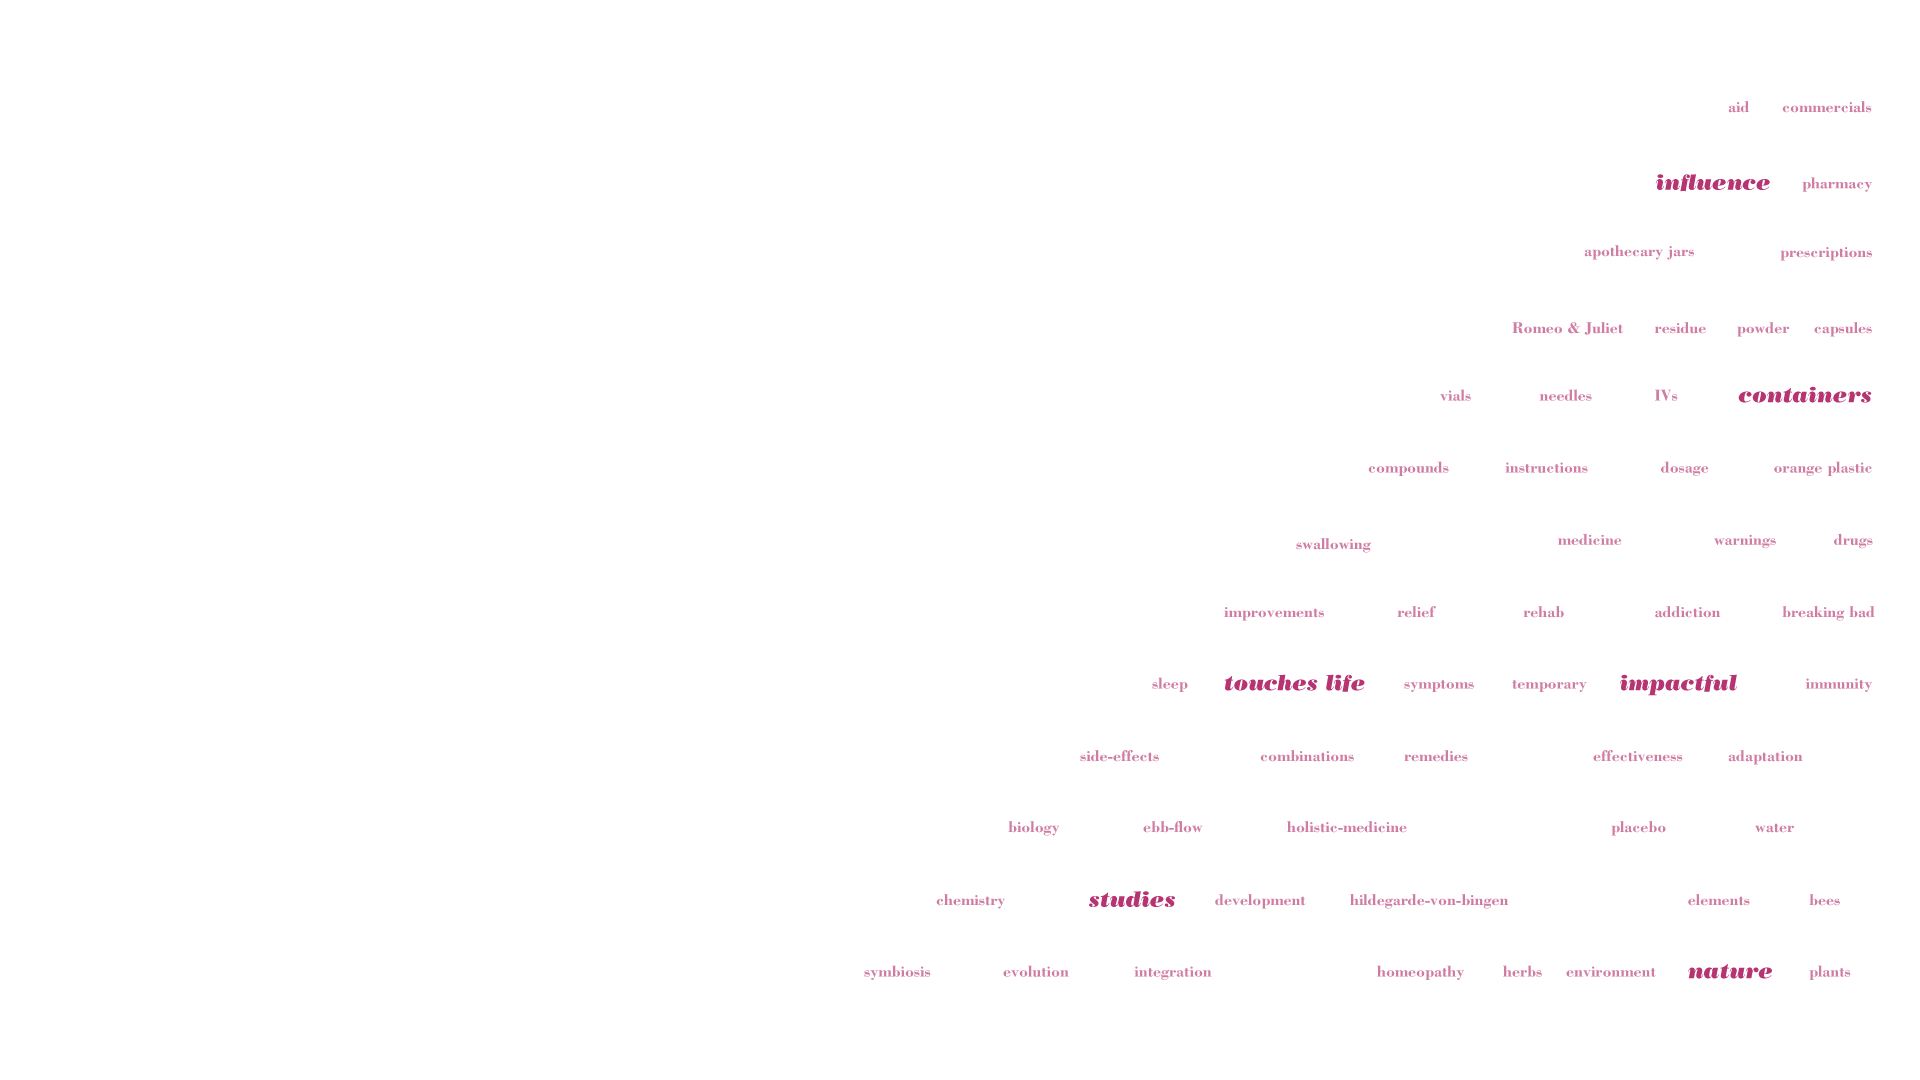 aid commercials
influence pharmacy
apothecary jars prescriptions
Romeo & Juliet residue powder capsules
vials needles IVs containers
compounds instructions dosage orange plastic
swallowing medicine warnings drugs
improvements relief rehab addiction breaking bad
sleep touches life symptoms temporary impactful immunity
side-effects combinations remedies effectiveness adaptation
biology ebb-flow holistic-medicine placebo water
chemistry studies development hildegarde-von-bingen elements bees
symbiosis evolution integration homeopathy herbs environment nature plants